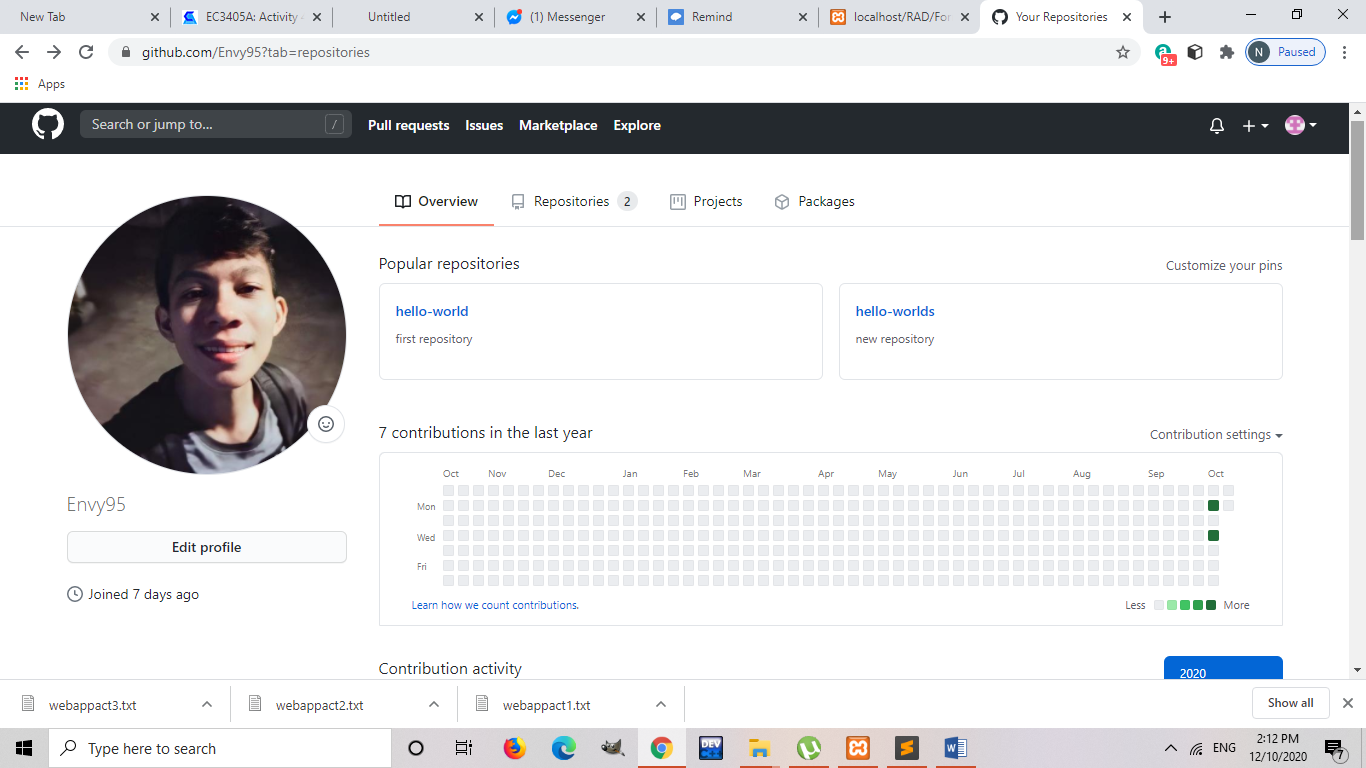 New Tab
EC3405A: Activity
Untitled
(1) Messenger
Remind
localhost/RAD/For
Your Repositories
github.com/Envy95?tab=repositories
9+
N Paused
Apps
Search or jump to... /
Pull requests Issues Marketplace Explore
Overview Repositories 2 Projects Packages
Popular repositories
Customize your pins
hello-world
first repository
hello-worlds
new repository
Envy95
Edit profile
Joined 7 days ago
7 contributions in the last year
Contribution settings
Oct Nov Dec Jan Feb Mar Apr May Jun Jul Aug Sep Oct
Mon
Wed
Fri
Learn how we count contributions.
Less More
Contribution activity
2020
webappact3.txt
webappact2.txt
webappact1.txt
Show all
Type here to search
DEV
ENG
2:12 PM
12/10/2020
7